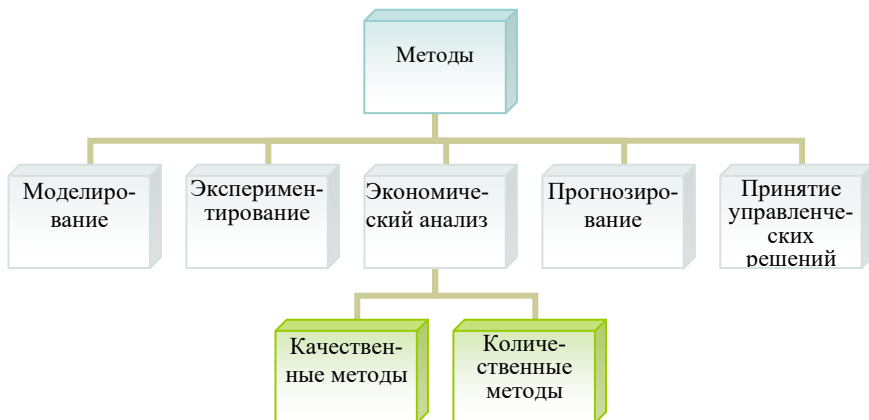 Методы
Моделиро-
вание
Эксперимен-
тирование
Экономиче-
ский анализ
Прогнозиро-
вание
Принятие
управленче-
ских
решений
Качествен-
ные методы
Количе-
ственные
методы